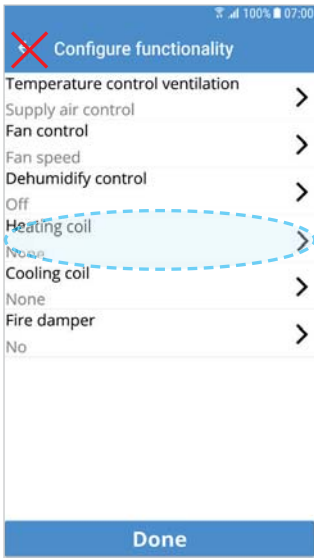 100% 07:00
Configure functionality
Temperature control ventilation
Supply air control
Fan control
Fan speed
Dehumidify control
Off
Heating coil
None
Cooling coil
None
Fire damper
No
Done